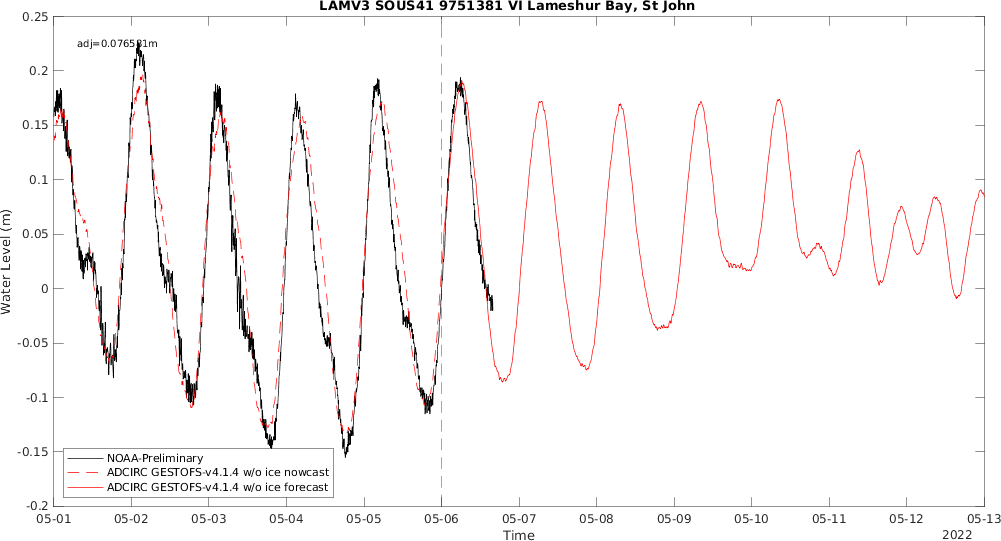 LAMV3 SOUS41 9751381 VI Lameshur Bay, St John
0.25
adj=0.076531m
0.2
0.15
0.1
0.05
0
-0.05
-0.1
-0.15
-0.2
Water Level (m)
NOAA-Preliminary
ADCIRC GESTOFS-v4.1.4 w/o ice nowcast
ADCIRC GESTOFS-v4.1.4 w/o ice forecast
05-01 05-02 05-03 05-04 05-05 05-06 05-07 05-08 05-09 05-10 05-11 05-12 05-13
Time
2022